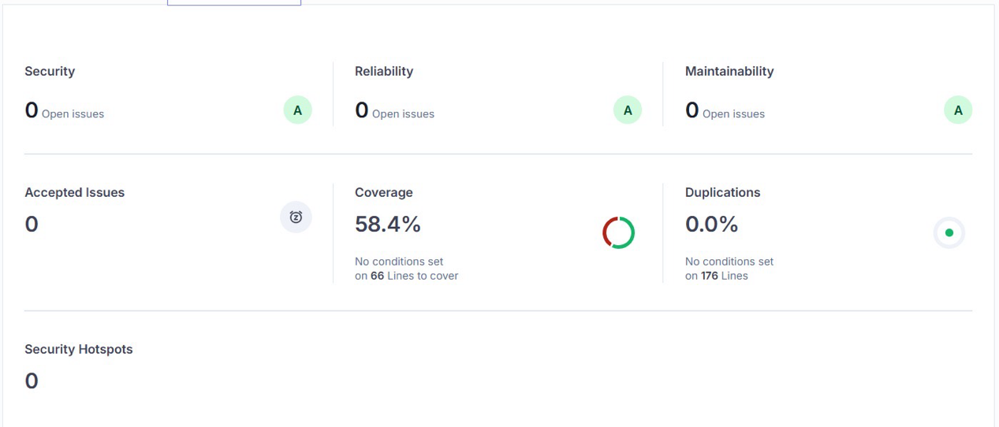 Security
0 Open issues
A
Reliability
0 Open issues
A
Maintainability
0 Open issues
A
Accepted Issues
0
Coverage
58.4%
No conditions set
on 66 Lines to cover
Duplications
0.0%
No conditions set
on 176 Lines
Security Hotspots
0